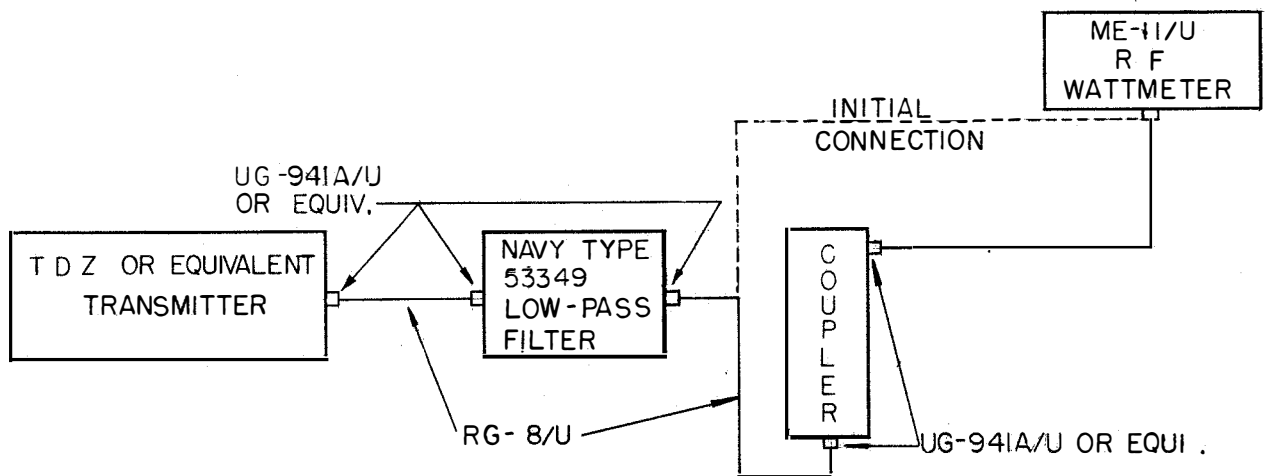 ME-11/U
R F
WATTMETER
INITIAL
CONNECTION
UG-941A/U
OR EQUIV.
T D Z OR EQUIVALENT
TRANSMITTER
NAVY TYPE
53349
LOW-PASS
FILTER
COUPLER
RG-8/U
UG-941A/U OR EQUI .